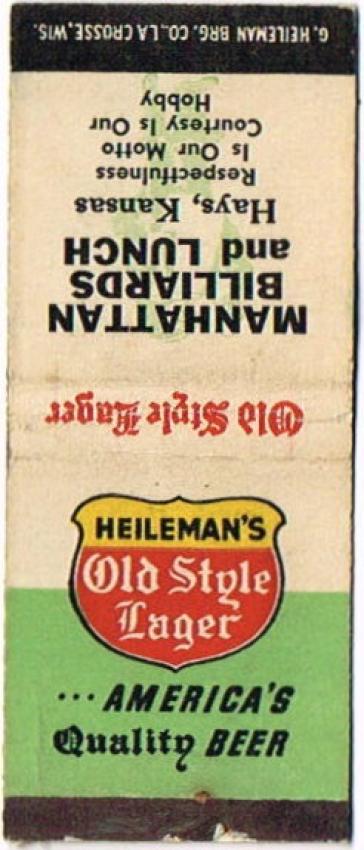 G. HEILEMAN BRG. CO., LA CROSSE, WIS.
Old Style Lager
MANHATTAN
BILLIARDS
and LUNCH
Hays, Kansas
Respectfulness
Is Our Motto
Courtesy Is Our
Hobby
HEILEMAN'S
Old Style
Lager
...AMERICA'S
Quality BEER